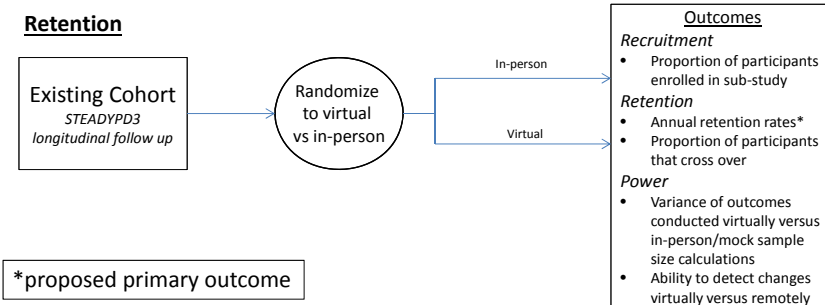 Retention
Existing Cohort
STEADYPD3
longitudinal follow up
Randomize
to virtual
vs in-person
In-person
Virtual
Outcomes
Recruitment
• Proportion of participants
enrolled in sub-study
Retention
• Annual retention rates*
• Proportion of participants
that cross over
Power
• Variance of outcomes
conducted virtually versus
in-person/mock sample
size calculations
• Ability to detect changes
virtually versus remotely
*proposed primary outcome